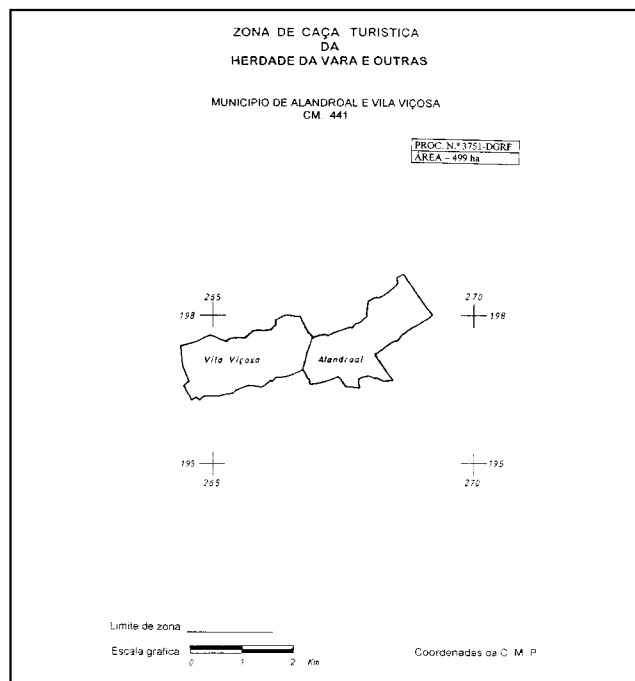 ZONA DE CAÇA TURISTICA
DA
HERDADE DA VARA E OUTRAS
MUNICIPIO DE ALANDROAL E VILA VIÇOSA
CM. 441
PROC. N.º 3751-DGRF
ÁREA – 499 ha
265
198
270
198
Vila Viçosa
Alandroal
195
265
195
270
Limite de zona
Escala grafica
0 1 2 Km
Coordenadas da C M P